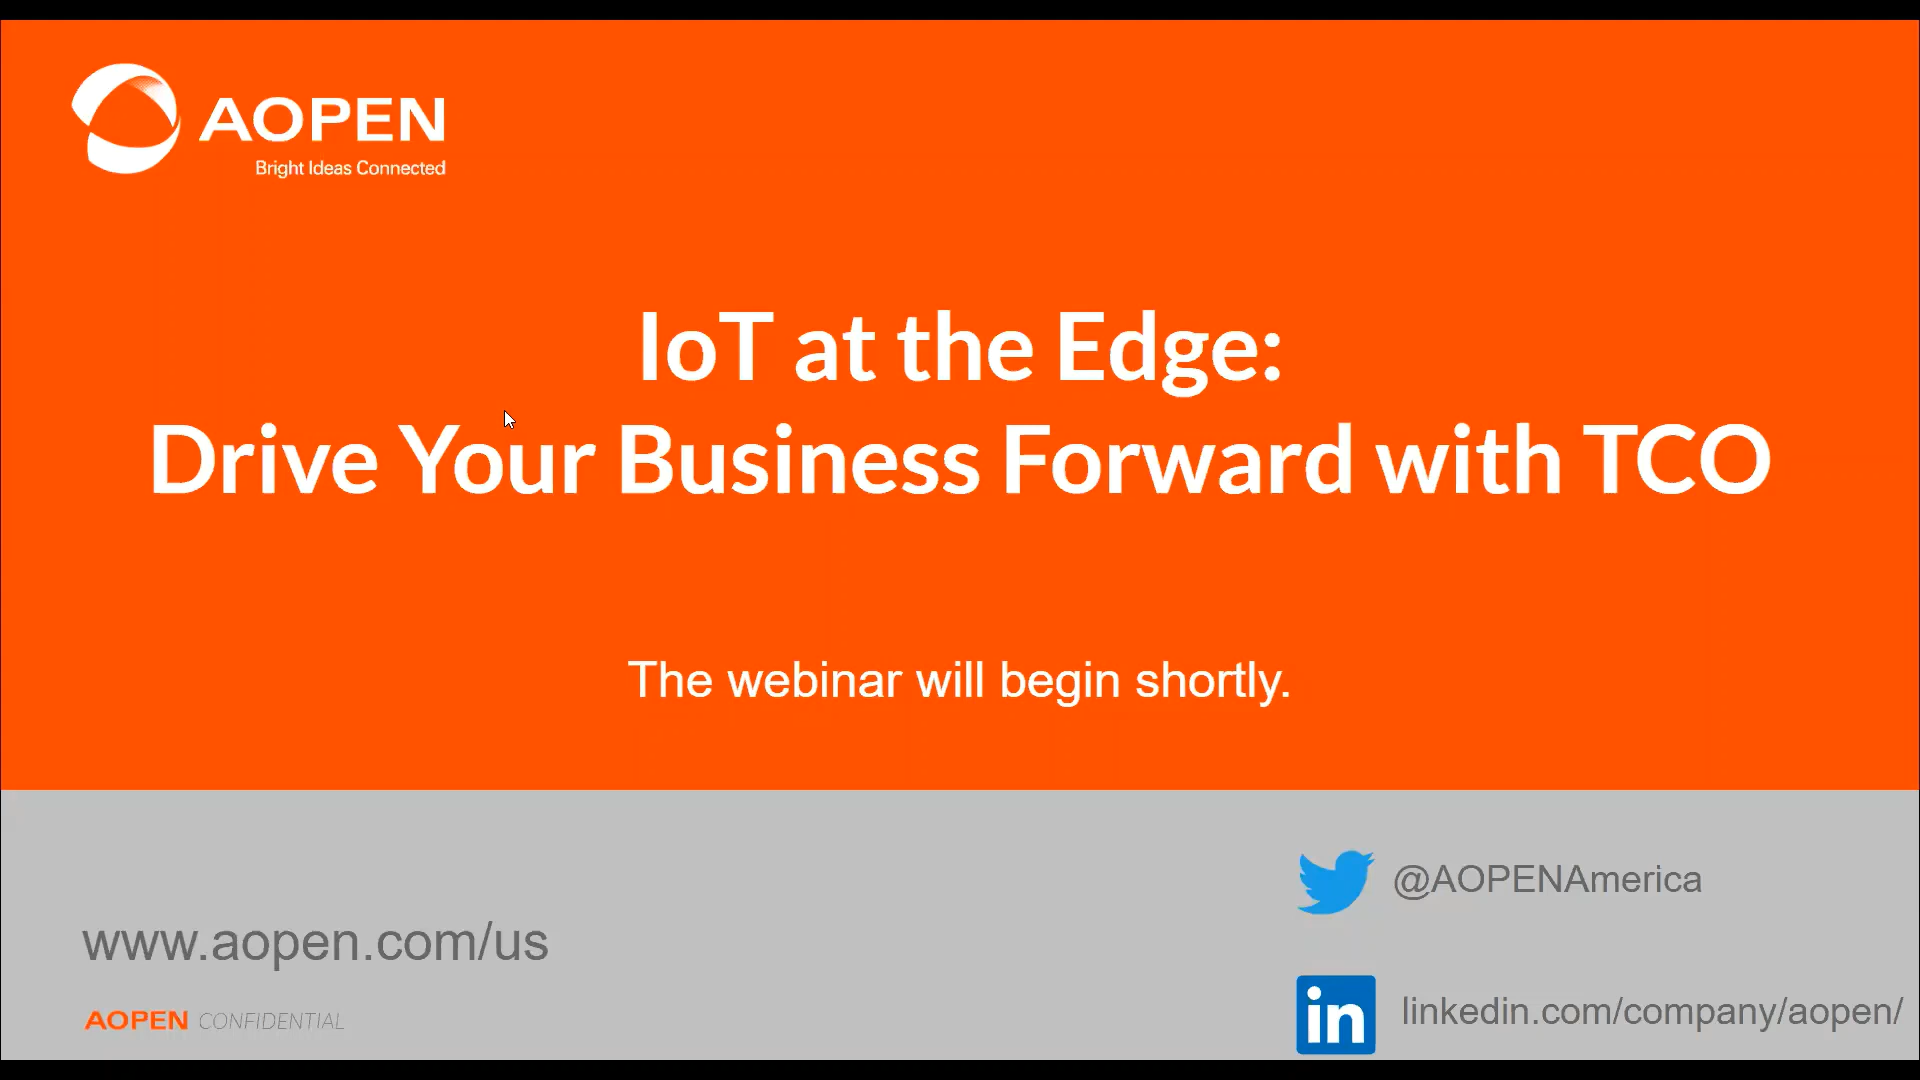 AOPEN
Bright Ideas Connected
IoT at the Edge:
Drive Your Business Forward with TCO
The webinar will begin shortly.
@AOPENAmerica
www.aopen.com/us
AOPEN CONFIDENTIAL
in linkedin.com/company/aopen/